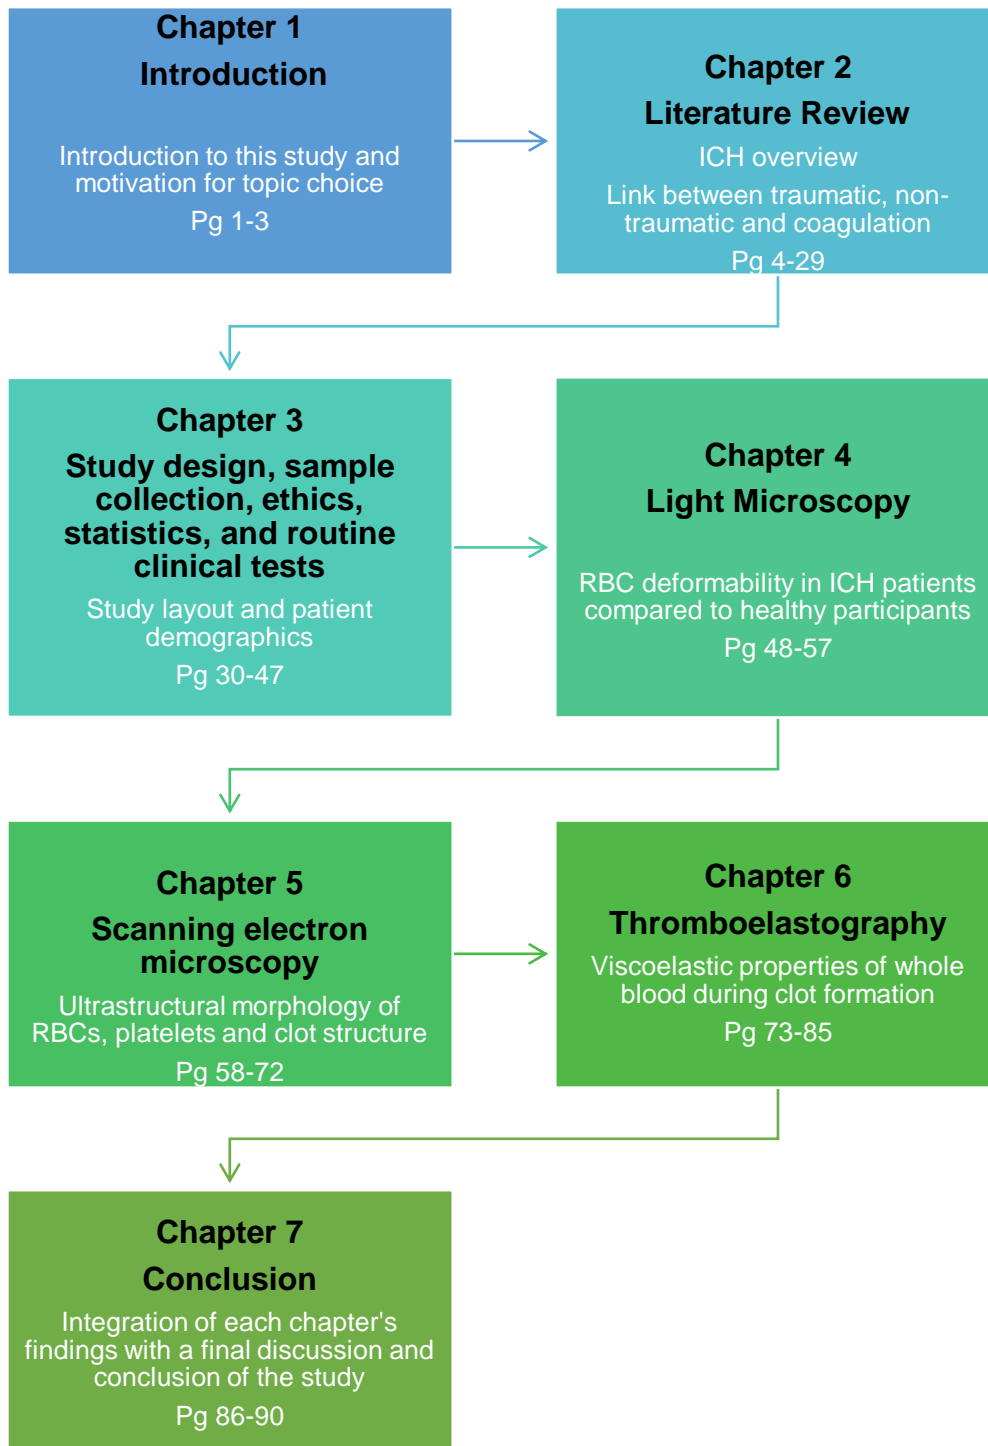 Chapter 1
Introduction
Introduction to this study and
motivation for topic choice
Pg 1-3
Chapter 2
Literature Review
ICH overview
Link between traumatic, non-
traumatic and coagulation
Pg 4-29
Chapter 3
Study design, sample
collection, ethics,
statistics, and routine
clinical tests
Study layout and patient
demographics
Pg 30-47
Chapter 4
Light Microscopy
RBC deformability in ICH patients
compared to healthy participants
Pg 48-57
Chapter 5
Scanning electron
microscopy
Ultrastructural morphology of
RBCs, platelets and clot structure
Pg 58-72
Chapter 6
Thromboelastography
Viscoelastic properties of whole
blood during clot formation
Pg 73-85
Chapter 7
Conclusion
Integration of each chapter's
findings with a final discussion and
conclusion of the study
Pg 86-90